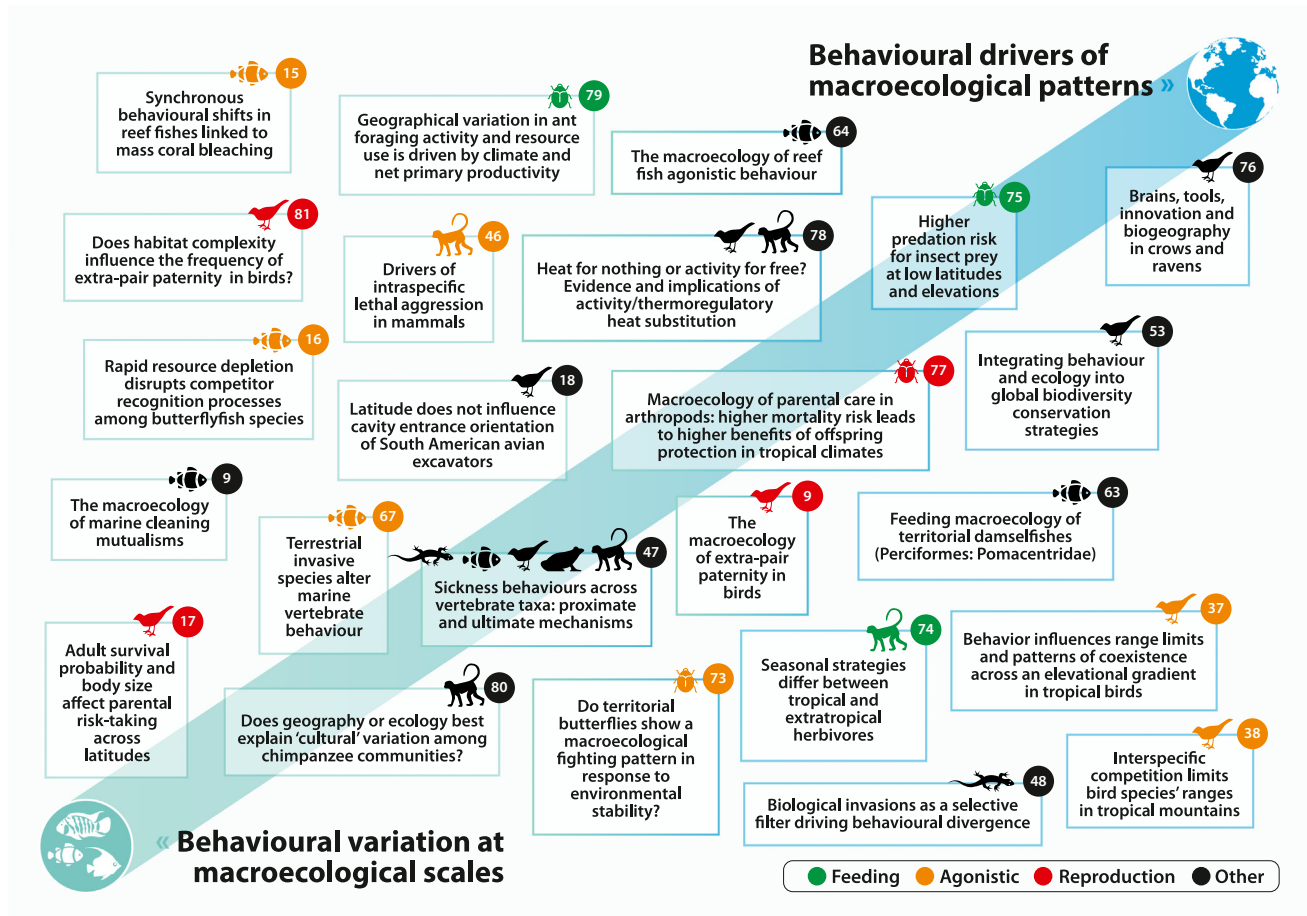 Behavioural drivers of
macroecological patterns »
15
Synchronous
behavioural shifts in
reef fishes linked to
mass coral bleaching
79
Geographical variation in ant
foraging activity and resource
use is driven by climate and
net primary productivity
64
The macroecology of reef
fish agonistic behaviour
76
Brains, tools,
innovation and
biogeography
in crows and
ravens
75
Higher
predation risk
for insect prey
at low latitudes
and elevations
81
Does habitat complexity
influence the frequency of
extra-pair paternity in birds?
46
Drivers of
intraspecific
lethal aggression
in mammals
78
Heat for nothing or activity for free?
Evidence and implications of
activity/thermoregulatory
heat substitution
16
Rapid resource depletion
disrupts competitor
recognition processes
among butterflyfish species
18
Latitude does not influence
cavity entrance orientation
of South American avian
excavators
77
Macroecology of parental care in
arthropods: higher mortality risk leads
to higher benefits of offspring
protection in tropical climates
53
Integrating behaviour
and ecology into
global biodiversity
conservation
strategies
9
The macroecology
of marine cleaning
mutualisms
67
Terrestrial
invasive
species alter
marine
vertebrate
behaviour
47
Sickness behaviours across
vertebrate taxa: proximate
and ultimate mechanisms
9
The
macroecology
of extra-pair
paternity in
birds
63
Feeding macroecology of
territorial damselfishes
(Perciformes: Pomacentridae)
17
Adult survival
probability and
body size
affect parental
risk-taking
across
latitudes
80
Does geography or ecology best
explain ‘cultural’ variation among
chimpanzee communities?
73
Do territorial
butterflies show a
macroecological
fighting pattern in
response to
environmental
stability?
74
Seasonal strategies
differ between
tropical and
extratropical
herbivores
37
Behavior influences range limits
and patterns of coexistence
across an elevational gradient
in tropical birds
38
Interspecific
competition limits
bird species’ ranges
in tropical mountains
48
Biological invasions as a selective
filter driving behavioural divergence
« Behavioural variation at
macroecological scales
Feeding Agonistic Reproduction Other